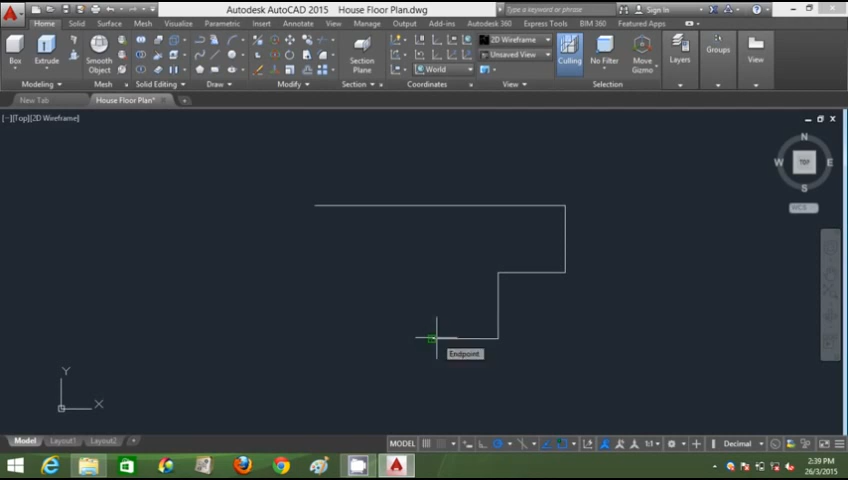 Autodesk AutoCAD 2015 House Floor Plan.dwg
Type a keyword or phrase
Sign In
Home Solid Surface Mesh Visualize Parametric Insert Annotate View Manage Output Add-ins Autodesk 360 Express Tools BIM 360 Featured Apps
Box
Extrude
Smooth
Object
Section
Plane
2D Wireframe
Unsaved View
World
Culling
No Filter
Move
Gizmo
Layers
Groups
View
Modeling
Mesh
Solid Editing
Draw
Modify
Section
Coordinates
View
Selection
New Tab
House Floor Plan*
[−][Top][2D Wireframe]
N
W
TOP
E
S
WCS
Endpoint
Y
X
Model Layout1 Layout2 +
MODEL
1:1
Decimal
2:39 PM
26/3/2015